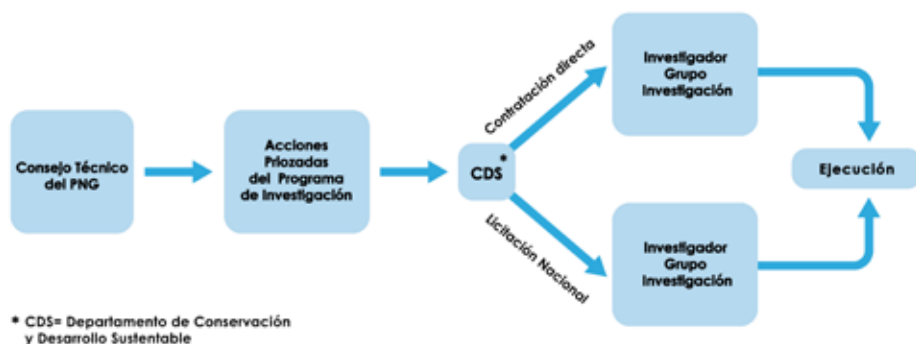 Consejo Técnico
del PNG
Acciones
Priozadas
del Programa
de Investigación
CDS*
Contratación directa
Licitación Nacional
Investigador
Grupo
Investigación
Investigador
Grupo
Investigación
Ejecución
* CDS= Departamento de Conservación
y Desarrollo Sustentable